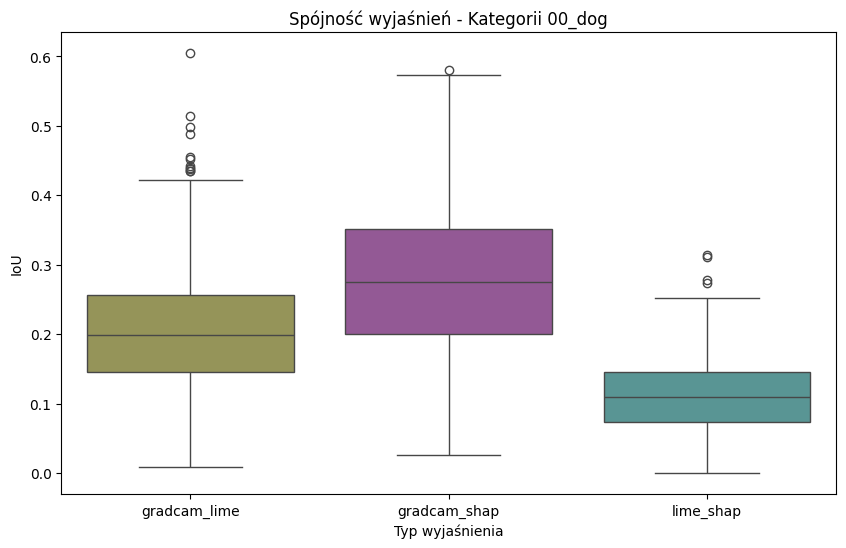 Spójność wyjaśnień - Kategorii 00_dog
IoU
0.6
0.5
0.4
0.3
0.2
0.1
0.0
gradcam_lime
gradcam_shap
lime_shap
Typ wyjaśnienia